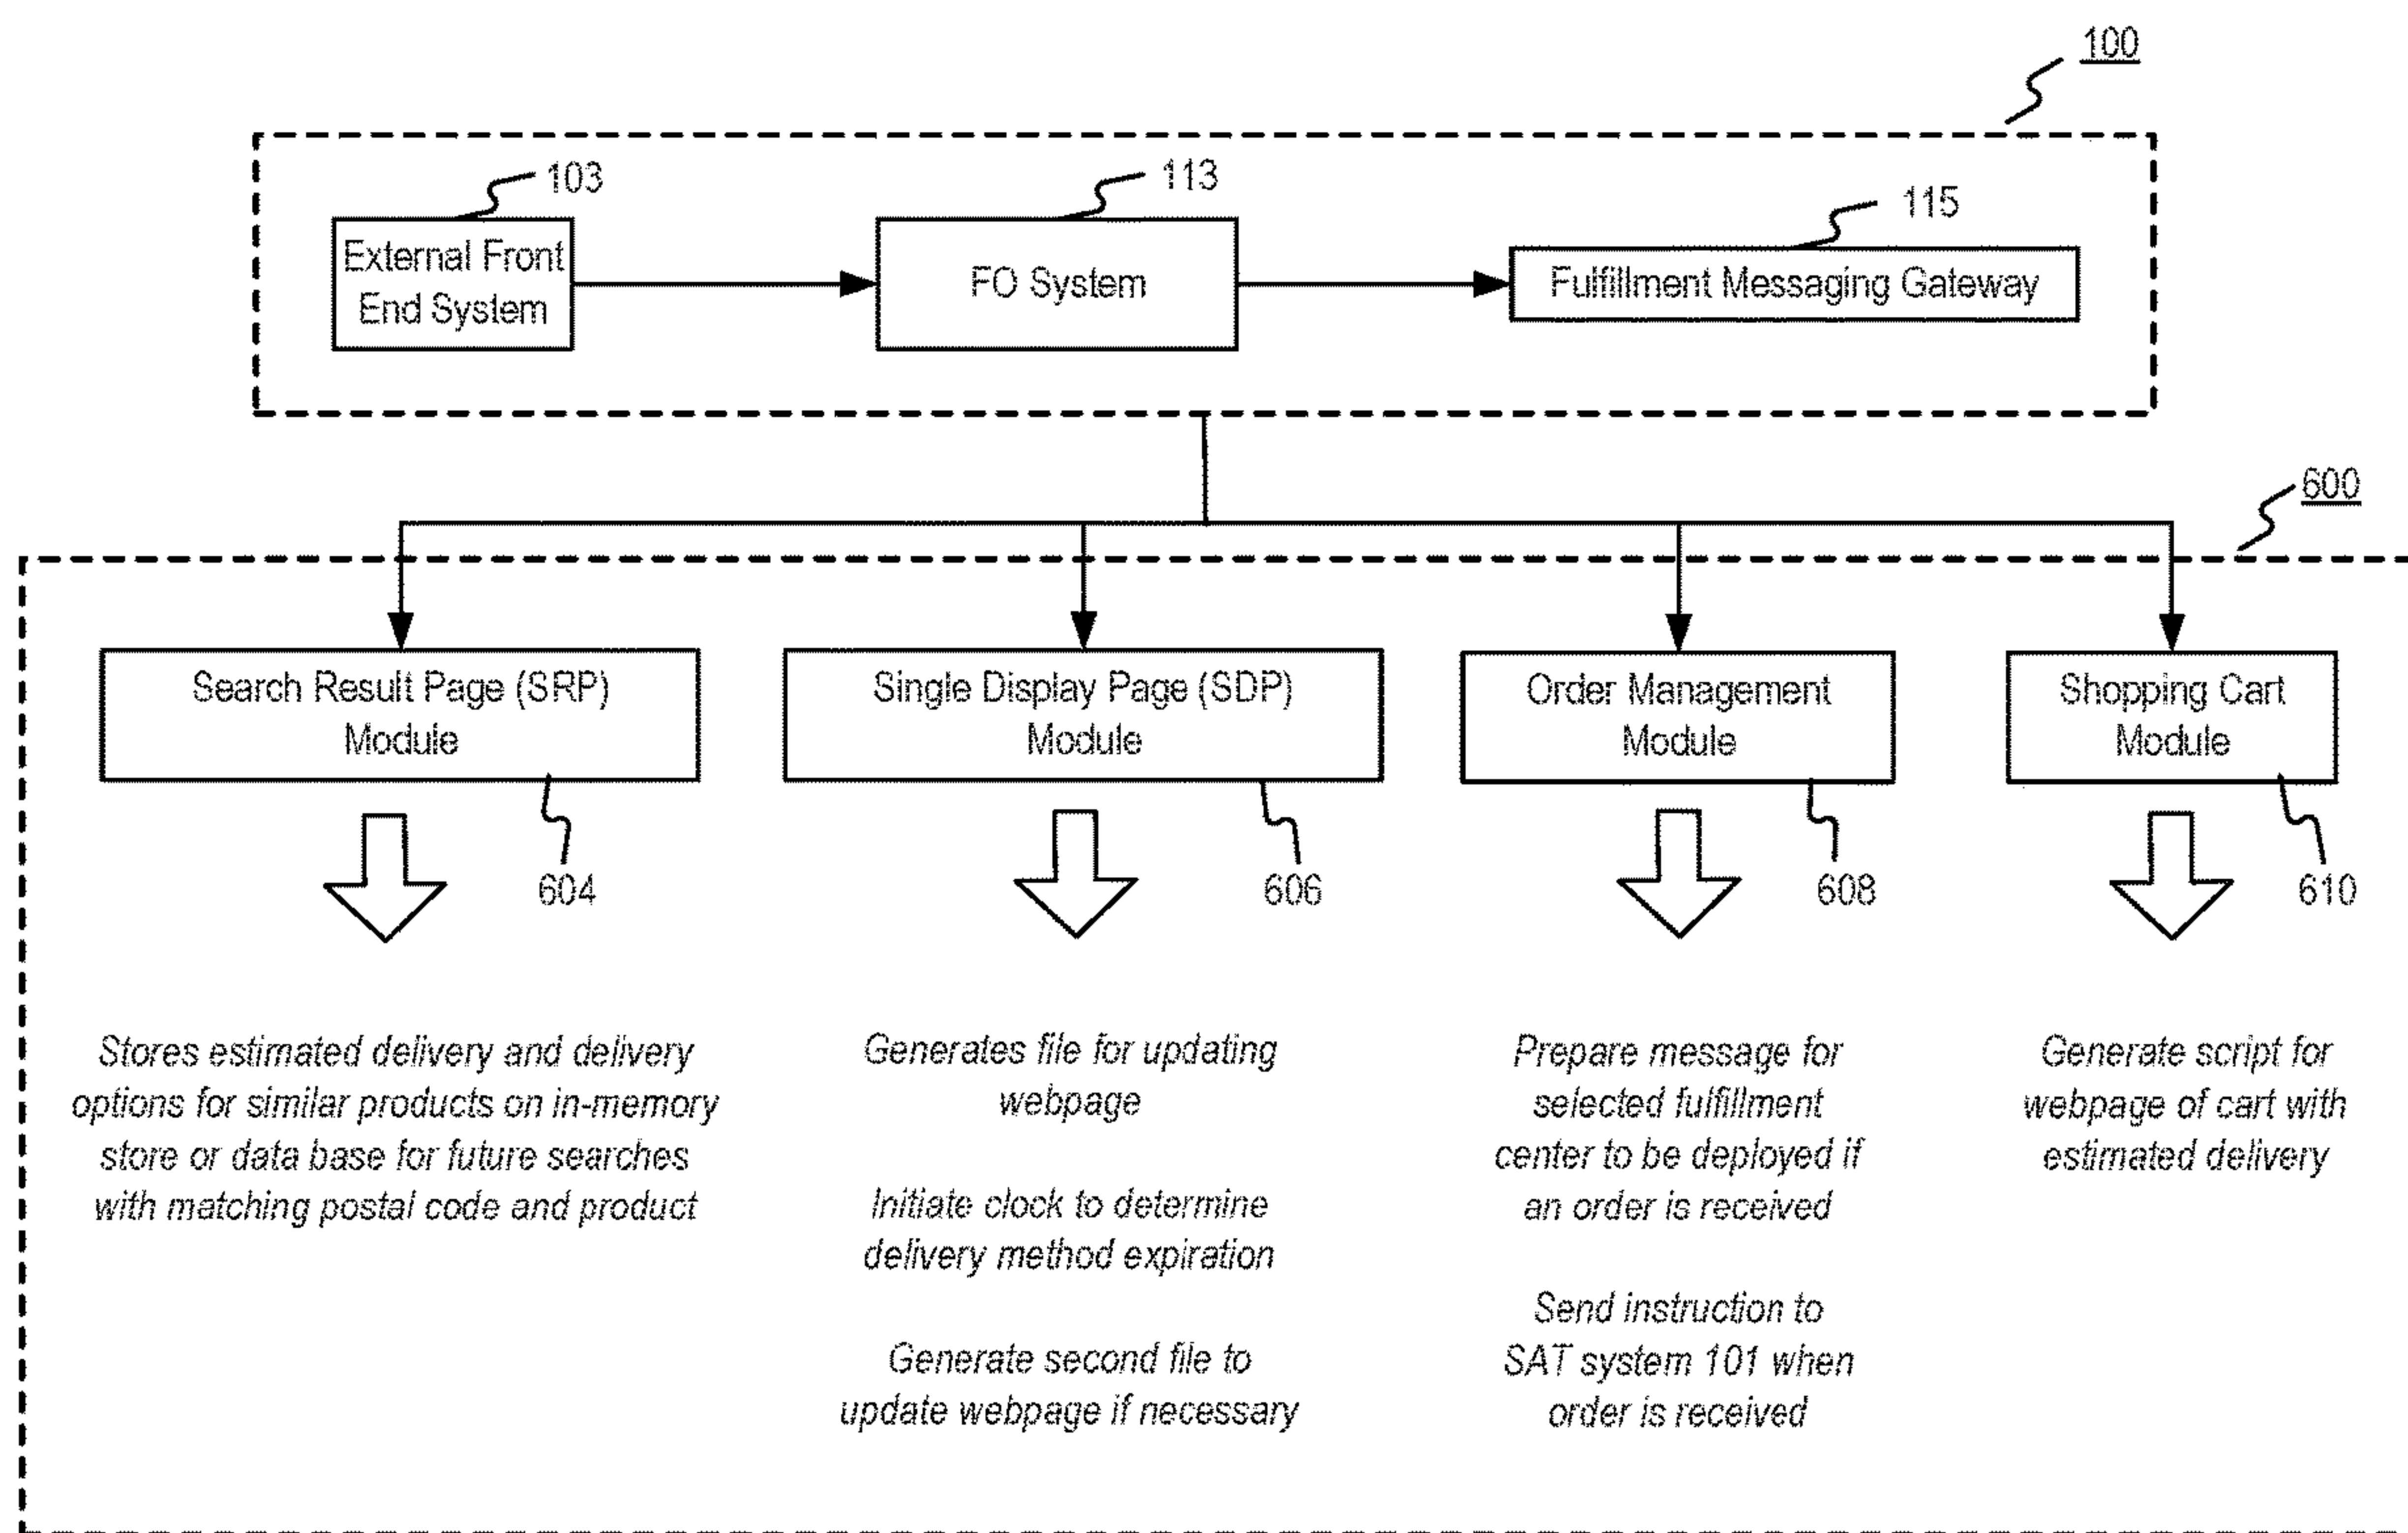 100
103
113
115
External Front
End System
FO System
Fulfillment Messaging Gateway
600
Search Result Page (SRP)
Module
Single Display Page (SDP)
Module
Order Management
Module
Shopping Cart
Module
604
606
608
610
Stores estimated delivery and delivery
options for similar products on in-memory
store or data base for future searches
with matching postal code and product
Generates file for updating
webpage
Initiate clock to determine
delivery method expiration
Generate second file to
update webpage if necessary
Prepare message for
selected fulfillment
center to be deployed if
an order is received
Send instruction to
SAT system 101 when
order is received
Generate script for
webpage of cart with
estimated delivery